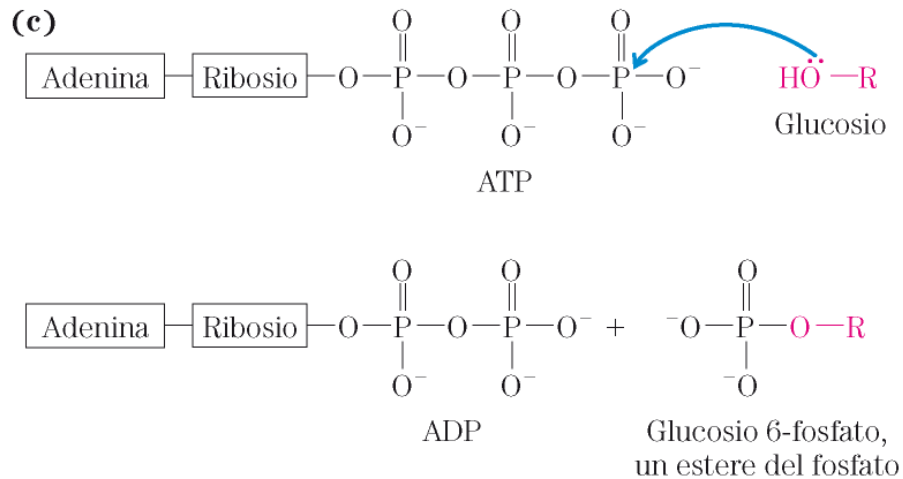 (c)
O O O
Adenina Ribosio O P O P O P O⁻ HÖ R
O⁻ O⁻ O⁻ Glucosio
ATP
O O O
Adenina Ribosio O P O P O⁻ + ⁻O P O R
O⁻ O⁻ ⁻O
ADP Glucosio 6-fosfato,
un estere del fosfato